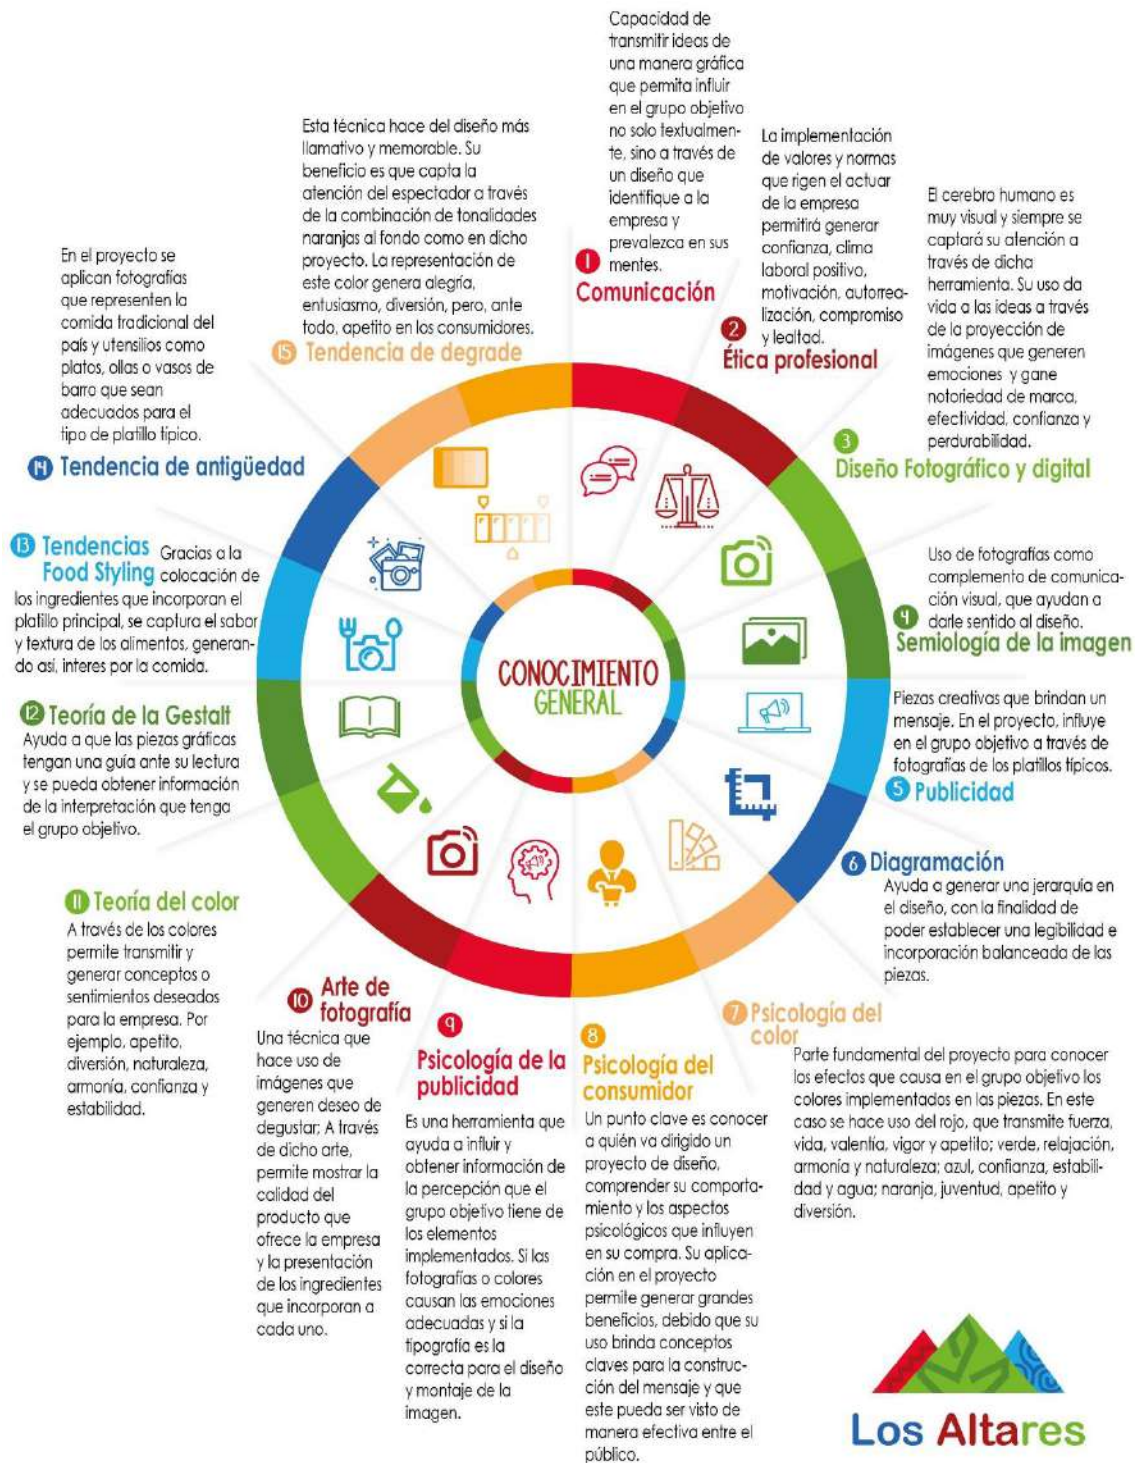 Capacidad de
transmitir ideas de
una manera gráfica
que permita influir
en el grupo objetivo
no solo textualmen-
te, sino a través de
un diseño que
identifique a la
empresa y
prevalezca en sus
mentes.
1 Comunicación
La implementación
de valores y normas
que rigen el actuar
de la empresa
permitirá generar
confianza, clima
laboral positivo,
motivación, autorrea-
lización, compromiso
y lealtad.
2 Ética profesional
El cerebro humano es
muy visual y siempre se
captará su atención a
través de dicha
herramienta. Su uso da
vida a las ideas a través
de la proyección de
imágenes que generen
emociones y gane
notoriedad de marca,
efectividad, confianza y
perdurabilidad.
3
Diseño Fotográfico y digital
Uso de fotografías como
complemento de comunica-
ción visual, que ayudan a
darle sentido al diseño.
4
Semiología de la imagen
Piezas creativas que brindan un
mensaje. En el proyecto, influye
en el grupo objetivo a través de
fotografías de los platillos típicos.
5 Publicidad
6 Diagramación
Ayuda a generar una jerarquía en
el diseño, con la finalidad de
poder establecer una legibilidad e
incorporación balanceada de las
piezas.
7 Psicología del
color
Parte fundamental del proyecto para conocer
los efectos que causa en el grupo objetivo los
colores implementados en las piezas. En este
caso se hace uso del rojo, que transmite fuerza,
vida, valentía, vigor y apetito; verde, relajación,
armonía y naturaleza; azul, confianza, estabili-
dad y agua; naranja, juventud, apetito y
diversión.
8
Psicología del
consumidor
Un punto clave es conocer
a quién va dirigido un
proyecto de diseño,
comprender su comporta-
miento y los aspectos
psicológicos que influyen
en su compra. Su aplica-
ción en el proyecto
permite generar grandes
beneficios, debido que su
uso brinda conceptos
claves para la construc-
ción del mensaje y que
este pueda ser visto de
manera efectiva entre el
público.
9
Psicología de la
publicidad
Es una herramienta que
ayuda a influir y
obtener información de
la percepción que el
grupo objetivo tiene de
los elementos
implementados. Si las
fotografías o colores
causan las emociones
adecuadas y si la
tipografía es la
correcta para el diseño
y montaje de la
imagen.
10 Arte de
fotografía
Una técnica que
hace uso de
imágenes que
generen deseo de
degustar; A través
de dicho arte,
permite mostrar la
calidad del
producto que
ofrece la empresa
y la presentación
de los ingredientes
que incorporan a
cada uno.
11 Teoría del color
A través de los colores
permite transmitir y
generar conceptos o
sentimientos deseados
para la empresa. Por
ejemplo, apetito,
diversión, naturaleza,
armonía, confianza y
estabilidad.
12 Teoría de la Gestalt
Ayuda a que las piezas gráficas
tengan una guía ante su lectura
y se pueda obtener información
de la interpretación que tenga
el grupo objetivo.
13 Tendencias
Food Styling
Gracias a la
colocación de
los ingredientes que incorporan el
platillo principal, se captura el sabor
y textura de los alimentos, generan-
do así, interes por la comida.
En el proyecto se
aplican fotografías
que representen la
comida tradicional del
país y utensilios como
platos, ollas o vasos de
barro que sean
adecuados para el
tipo de platillo típico.
14 Tendencia de antigüedad
Esta técnica hace del diseño más
llamativo y memorable. Su
beneficio es que capta la
atención del espectador a través
de la combinación de tonalidades
naranjas al fondo como en dicho
proyecto. La representación de
este color genera alegría,
entusiasmo, diversión, pero, ante
todo, apetito en los consumidores.
15 Tendencia de degrade
CONOCIMIENTO
GENERAL
Los Altares